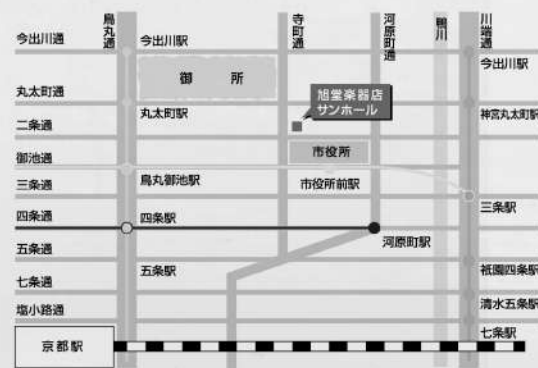 烏丸通
寺町通
河原町通
鴨川
川端通
今出川通
今出川駅
今出川駅
御 所
丸太町通
丸太町駅
旭堂楽器店
サンホール
神宮丸太町駅
二条通
市役所
御池通
烏丸御池駅
市役所前駅
三条通
三条駅
四条通
四条駅
河原町駅
五条通
五条駅
祇園四条駅
七条通
清水五条駅
塩小路通
七条駅
京都駅